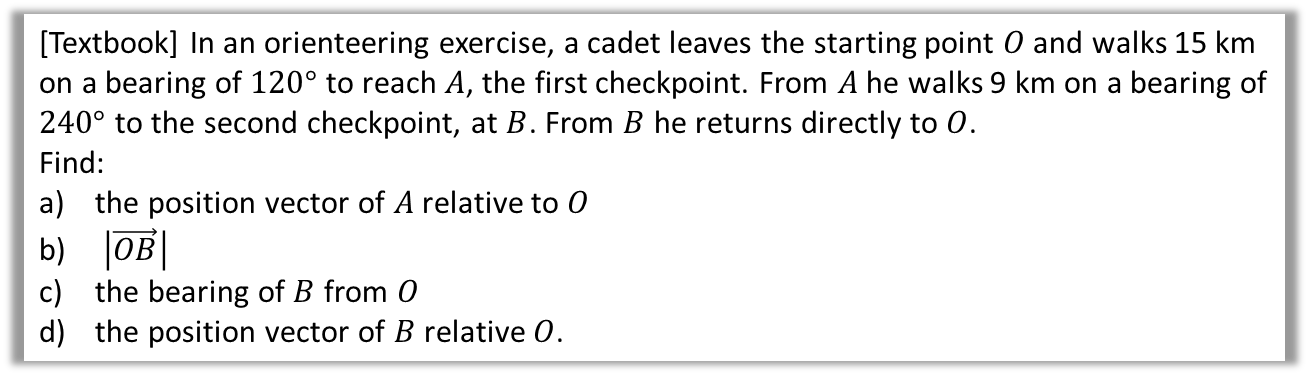 [Textbook] In an orienteering exercise, a cadet leaves the starting point O and walks 15 km
on a bearing of 120° to reach A, the first checkpoint. From A he walks 9 km on a bearing of
240° to the second checkpoint, at B. From B he returns directly to O.
Find:
a) the position vector of A relative to O
b) |\overrightarrow{OB}|
c) the bearing of B from O
d) the position vector of B relative O.